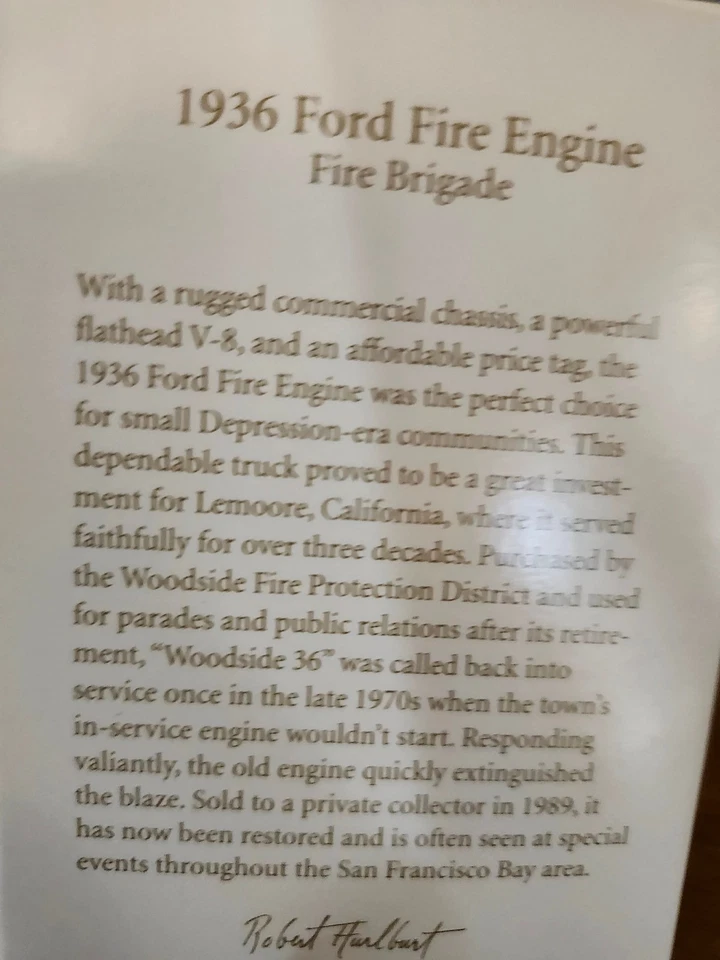 1936 Ford Fire Engine
Fire Brigade
With a rugged commercial chassis, a powerful
flathead V-8, and an affordable price tag, the
1936 Ford Fire Engine was the perfect choice
for small Depression-era communities. This
dependable truck proved to be a great invest-
ment for Lemoore, California, where it served
faithfully for over three decades. Purchased by
the Woodside Fire Protection District and used
for parades and public relations after its retire-
ment, “Woodside 36” was called back into
service once in the late 1970s when the town’s
in-service engine wouldn’t start. Responding
valiantly, the old engine quickly extinguished
the blaze. Sold to a private collector in 1989, it
has now been restored and is often seen at special
events throughout the San Francisco Bay area.
Robert Hurlburt